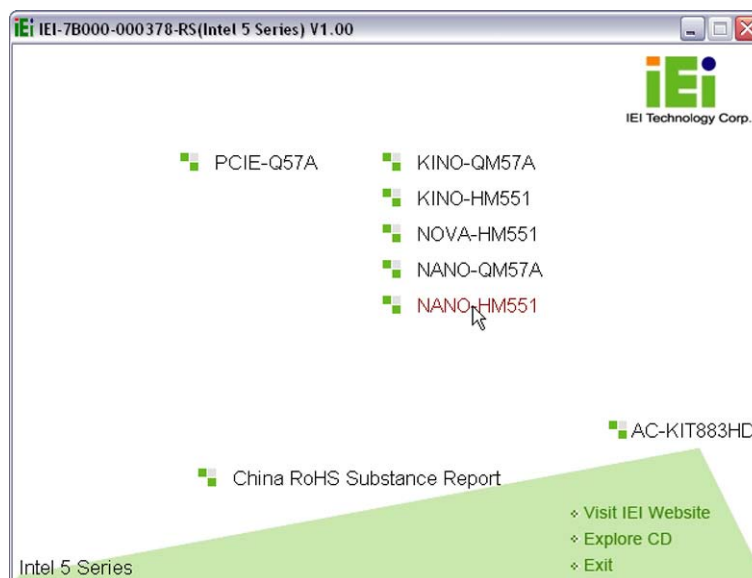 IEI-7B000-000378-RS(Intel 5 Series) V1.00
iEi
IEI Technology Corp.
PCIE-Q57A
KINO-QM57A
KINO-HM551
NOVA-HM551
NANO-QM57A
NANO-HM551
AC-KIT883HD
China RoHS Substance Report
Visit IEI Website
Explore CD
Exit
Intel 5 Series